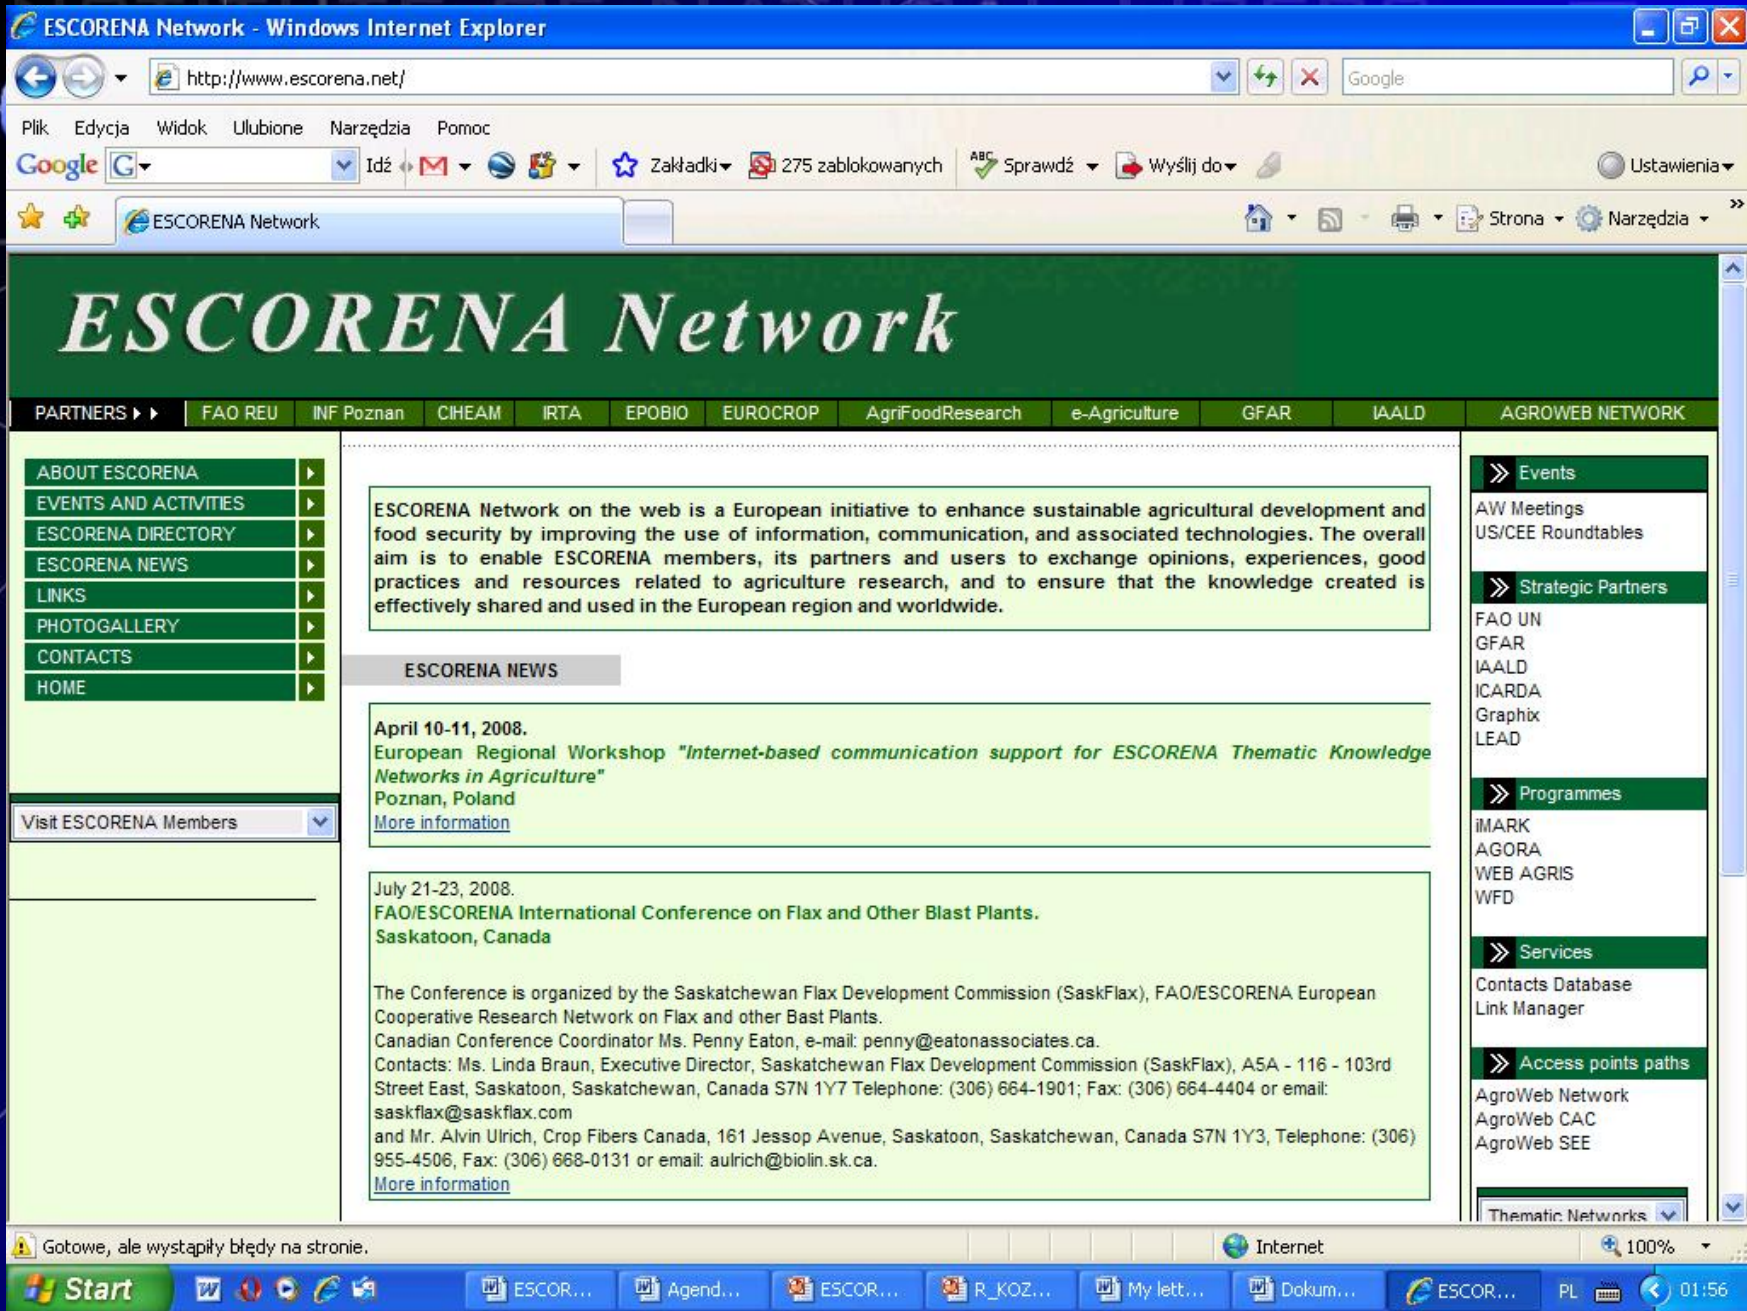 ESCORENA Network - Windows Internet Explorer
http://www.escorena.net/
Google
Plik Edycja Widok Ulubione Narzędzia Pomoc
Google G Idź Zakładki 275 zablokowanych ABC Sprawdź Wyślij do Ustawienia
ESCORENA Network Strona Narzędzia
ESCORENA Network
PARTNERS FAO REU INF Poznan CIHEAM IRTA EPOBIO EUROCROP AgriFoodResearch e-Agriculture GFAR IAALD AGROWEB NETWORK
ABOUT ESCORENA
EVENTS AND ACTIVITIES
ESCORENA DIRECTORY
ESCORENA NEWS
LINKS
PHOTOGALLERY
CONTACTS
HOME
Visit ESCORENA Members
ESCORENA Network on the web is a European initiative to enhance sustainable agricultural development and
food security by improving the use of information, communication, and associated technologies. The overall
aim is to enable ESCORENA members, its partners and users to exchange opinions, experiences, good
practices and resources related to agriculture research, and to ensure that the knowledge created is
effectively shared and used in the European region and worldwide.
ESCORENA NEWS
April 10-11, 2008.
European Regional Workshop "Internet-based communication support for ESCORENA Thematic Knowledge
Networks in Agriculture"
Poznan, Poland
More information
July 21-23, 2008.
FAO/ESCORENA International Conference on Flax and Other Blast Plants.
Saskatoon, Canada
The Conference is organized by the Saskatchewan Flax Development Commission (SaskFlax), FAO/ESCORENA European
Cooperative Research Network on Flax and other Bast Plants.
Canadian Conference Coordinator Ms. Penny Eaton, e-mail: penny@eatonassociates.ca.
Contacts: Ms. Linda Braun, Executive Director, Saskatchewan Flax Development Commission (SaskFlax), A5A - 116 - 103rd
Street East, Saskatoon, Saskatchewan, Canada S7N 1Y7 Telephone: (306) 664-1901; Fax: (306) 664-4404 or email:
saskflax@saskflax.com
and Mr. Alvin Ulrich, Crop Fibers Canada, 161 Jessop Avenue, Saskatoon, Saskatchewan, Canada S7N 1Y3, Telephone: (306)
955-4506, Fax: (306) 668-0131 or email: aulrich@biolin.sk.ca.
More information
Events
AW Meetings
US/CEE Roundtables
Strategic Partners
FAO UN
GFAR
IAALD
ICARDA
Graphix
LEAD
Programmes
iMARK
AGORA
WEB AGRIS
WFD
Services
Contacts Database
Link Manager
Access points paths
AgroWeb Network
AgroWeb CAC
AgroWeb SEE
Thematic Networks
Gotowe, ale wystąpiły błędy na stronie. Internet 100%
Start ESCOR... Agend... ESCOR... R_KOZ... My lett... Dokum... ESCOR... PL 01:56